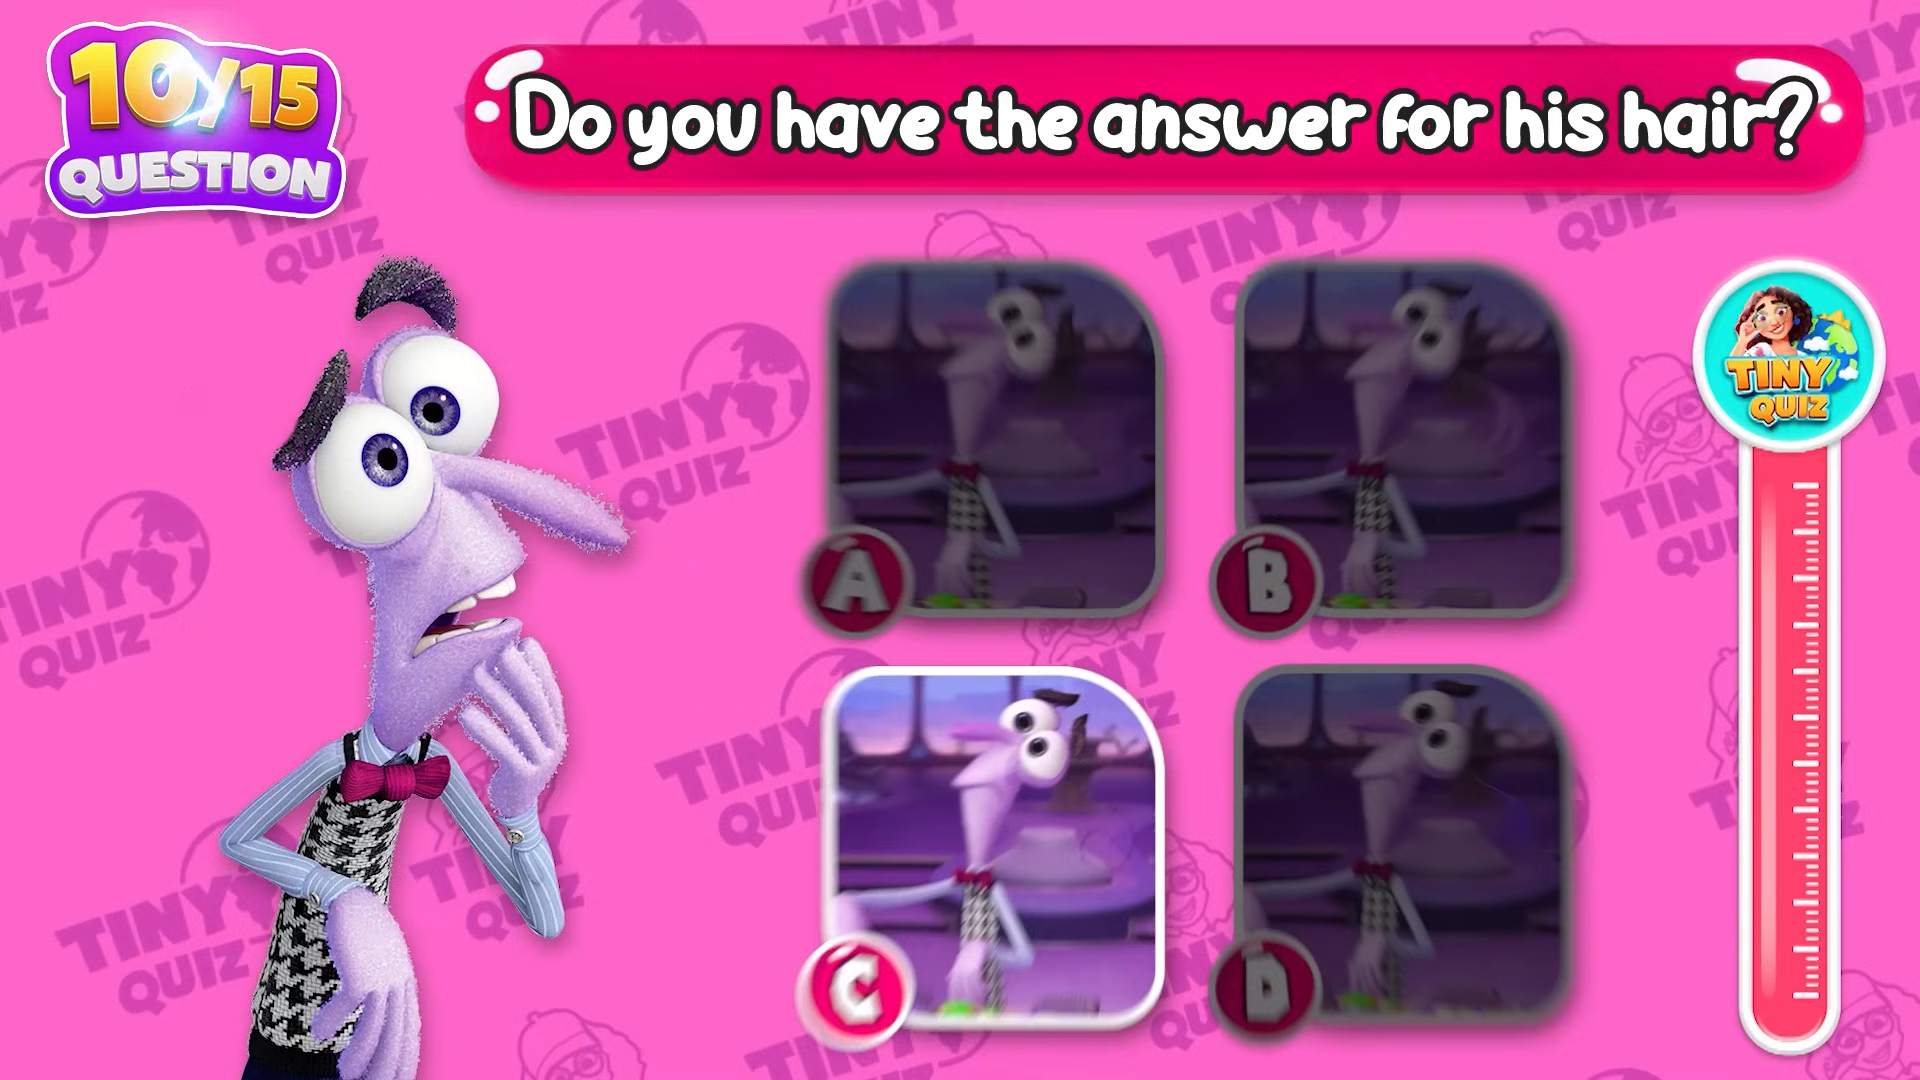 10/15
QUESTION
Do you have the answer for his hair?
A
B
C
D
TINY
QUIZ